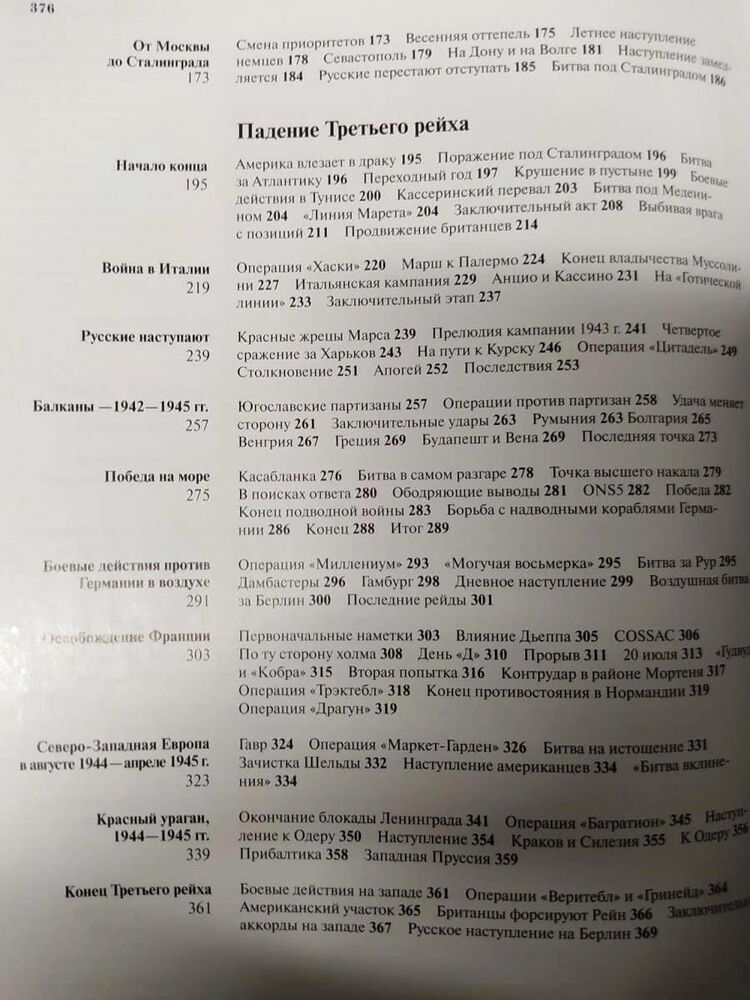 376
От Москвы
до Сталинграда
173
Смена приоритетов 173 Весенняя оттепель 175 Летнее наступление
немцев 178 Севастополь 179 На Дону и на Волге 181 Наступление замед-
ляется 184 Русские перестают отступать 185 Битва под Сталинградом 186
Падение Третьего рейха
Начало конца
195
Америка влезает в драку 195 Поражение под Сталинградом 196 Битва
за Атлантику 196 Переходный год 197 Крушение в пустыне 199 Боевые
действия в Тунисе 200 Кассеринский перевал 203 Битва под Медени-
ном 204 «Линия Марета» 204 Заключительный акт 208 Выбивая врага
с позиций 211 Продвижение британцев 214
Война в Италии
219
Операция «Хаски» 220 Марш к Палермо 224 Конец владычества Муссоли-
ни 227 Итальянская кампания 229 Анцио и Кассино 231 На «Готической
линии» 233 Заключительный этап 237
Русские наступают
239
Красные жрецы Марса 239 Прелюдия кампании 1943 г. 241 Четвертое
сражение за Харьков 243 На пути к Курску 246 Операция «Цитадель» 249
Столкновение 251 Апогей 252 Последствия 253
Балканы —1942—1945 гг.
257
Югославские партизаны 257 Операции против партизан 258 Удача меняет
сторону 261 Заключительные удары 263 Румыния 263 Болгария 265
Венгрия 267 Греция 269 Будапешт и Вена 269 Последняя точка 273
Победа на море
275
Касабланка 276 Битва в самом разгаре 278 Точка высшего накала 279
В поисках ответа 280 Ободряющие выводы 281 ONS5 282 Победа 282
Конец подводной войны 283 Борьба с надводными кораблями Герма-
нии 286 Конец 288 Итог 289
Боевые действия против
Германии в воздухе
291
Операция «Миллениум» 293 «Могучая восьмерка» 295 Битва за Рур 295
Дамбастеры 296 Гамбург 298 Дневное наступление 299 Воздушная битва
за Берлин 300 Последние рейды 301
Освобождение Франции
303
Первоначальные наметки 303 Влияние Дьеппа 305 COSSAC 306
По ту сторону холма 308 День «Д» 310 Прорыв 311 20 июля 313 «Гудвуд»
и «Кобра» 315 Вторая попытка 316 Контрудар в районе Мортеня 317
Операция «Трэктебл» 318 Конец противостояния в Нормандии 319
Операция «Драгун» 319
Северо-Западная Европа
в августе 1944—апреле 1945 г.
323
Гавр 324 Операция «Маркет-Гарден» 326 Битва на истощение 331
Зачистка Шельды 332 Наступление американцев 334 «Битва вклине-
ния» 334
Красный ураган,
1944—1945 гг.
339
Окончание блокады Ленинграда 341 Операция «Багратион» 345 Наступ-
ление к Одеру 350 Наступление 354 Краков и Силезия 355 К Одеру 356
Прибалтика 358 Западная Пруссия 359
Конец Третьего рейха
361
Боевые действия на западе 361 Операции «Веритебл» и «Гринейд» 364
Американский участок 365 Британцы форсируют Рейн 366 Заключительные
аккорды на западе 367 Русское наступление на Берлин 369